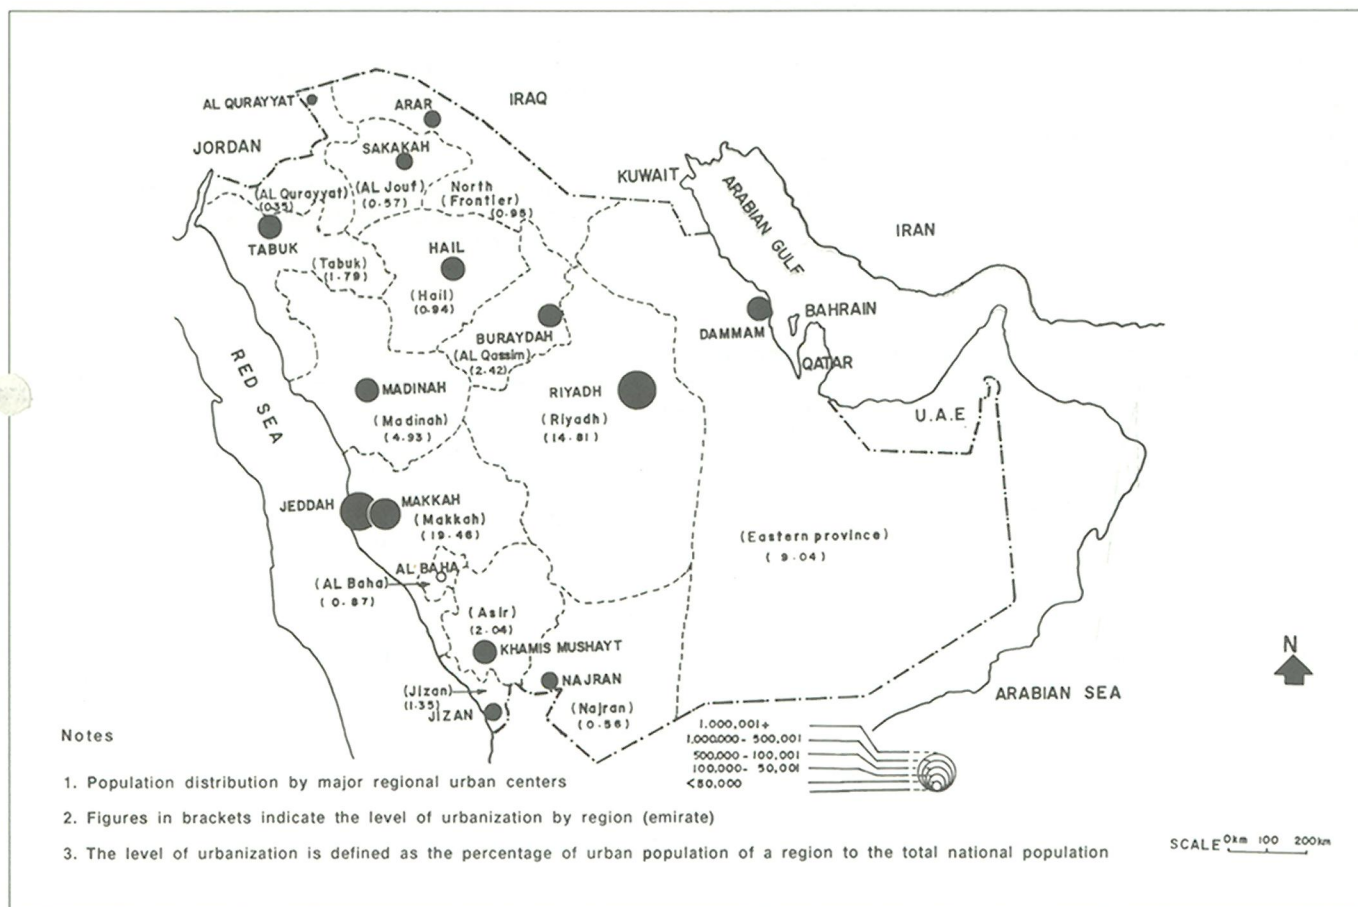 AL QURAYYAT
ARAR
IRAQ
JORDAN
SAKAKAH
KUWAIT
ARABIAN GULF
IRAN
(AL Qurayyat)
(0.35)
(AL Jouf)
(0.57)
North
(Frontier)
(0.95)
TABUK
(Tabuk)
(1.79)
HAIL
(Hail)
(0.94)
BURAYDAH
(AL Qassim)
(2.42)
DAMMAM
BAHRAIN
QATAR
U.A.E
RED SEA
MADINAH
(Madinah)
(4.93)
RIYADH
(Riyadh)
(14.81)
JEDDAH
MAKKAH
(Makkah)
(19.46)
(Eastern province)
(9.04)
AL BAHA
(AL Baha)
(0.87)
(Asir)
(2.04)
KHAMIS MUSHAYT
(Jizan)
(1.35)
JIZAN
NAJRAN
(Najran)
(0.56)
N
ARABIAN SEA
1.000,001+
1,000,000- 500,001
500,000 - 100,001
100,000- 50,001
<50,000
Notes
1. Population distribution by major regional urban centers
2. Figures in brackets indicate the level of urbanization by region (emirate)
3. The level of urbanization is defined as the percentage of urban population of a region to the total national population
SCALE 0km 100 200km